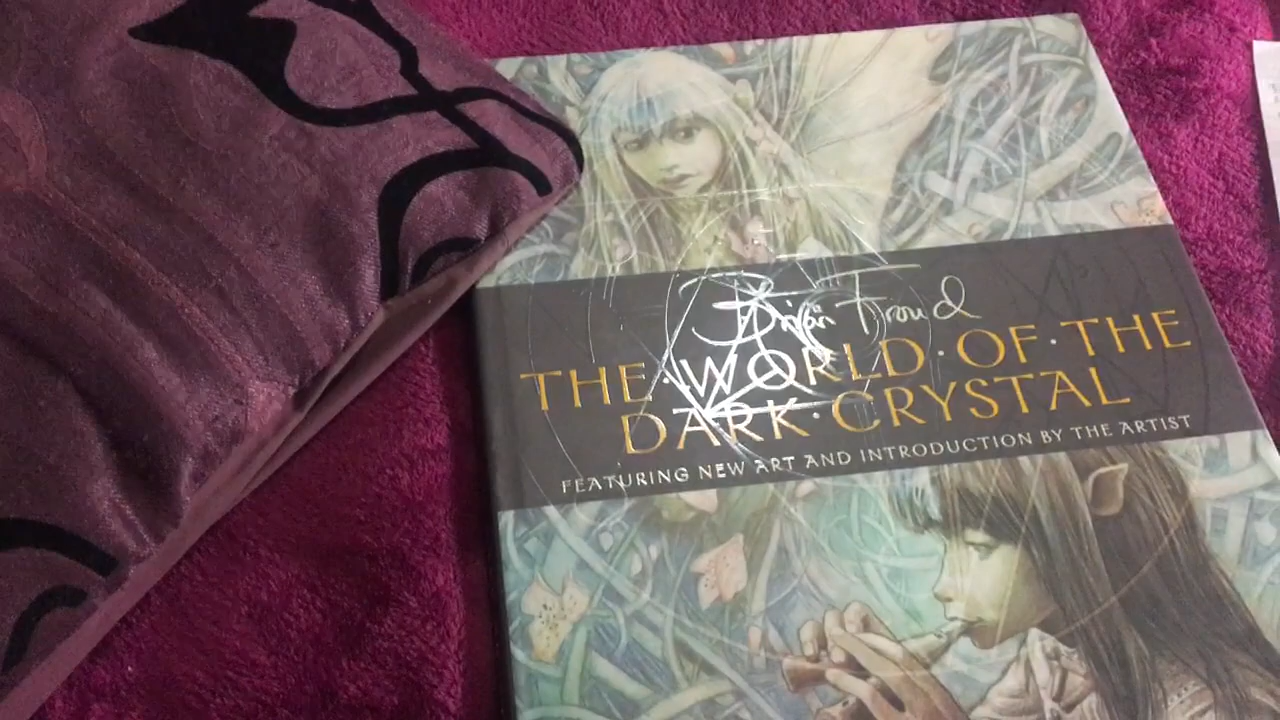 Brian Froud
THE·WORLD·OF·THE
DARK·CRYSTAL
FEATURING NEW ART AND INTRODUCTION BY THE ARTIST